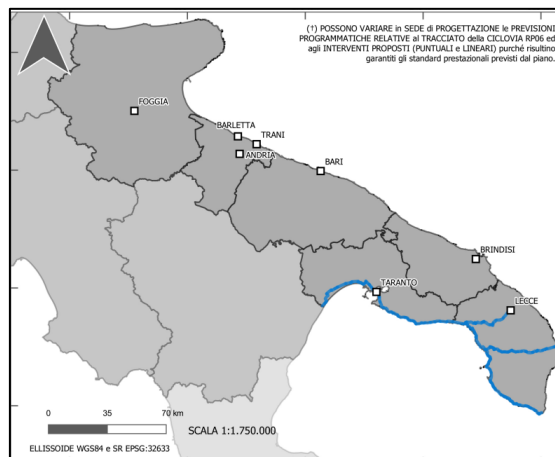 (¹) POSSONO VARIARE in SEDE di PROGETTAZIONE le PREVISIONI
PROGRAMMATICHE RELATIVE al TRACCIATO della CICLOVIA RP06 ed
agli INTERVENTI PROPOSTI (PUNTUALI e LINEARI) purché risultino
garantiti gli standard prestazionali previsti dal piano.
FOGGIA
BARLETTA
TRANI
ANDRIA
BARI
BRINDISI
TARANTO
LECCE
0 35 70 km
SCALA 1:1.750.000
ELLISSOIDE WGS84 e SR EPSG:32633